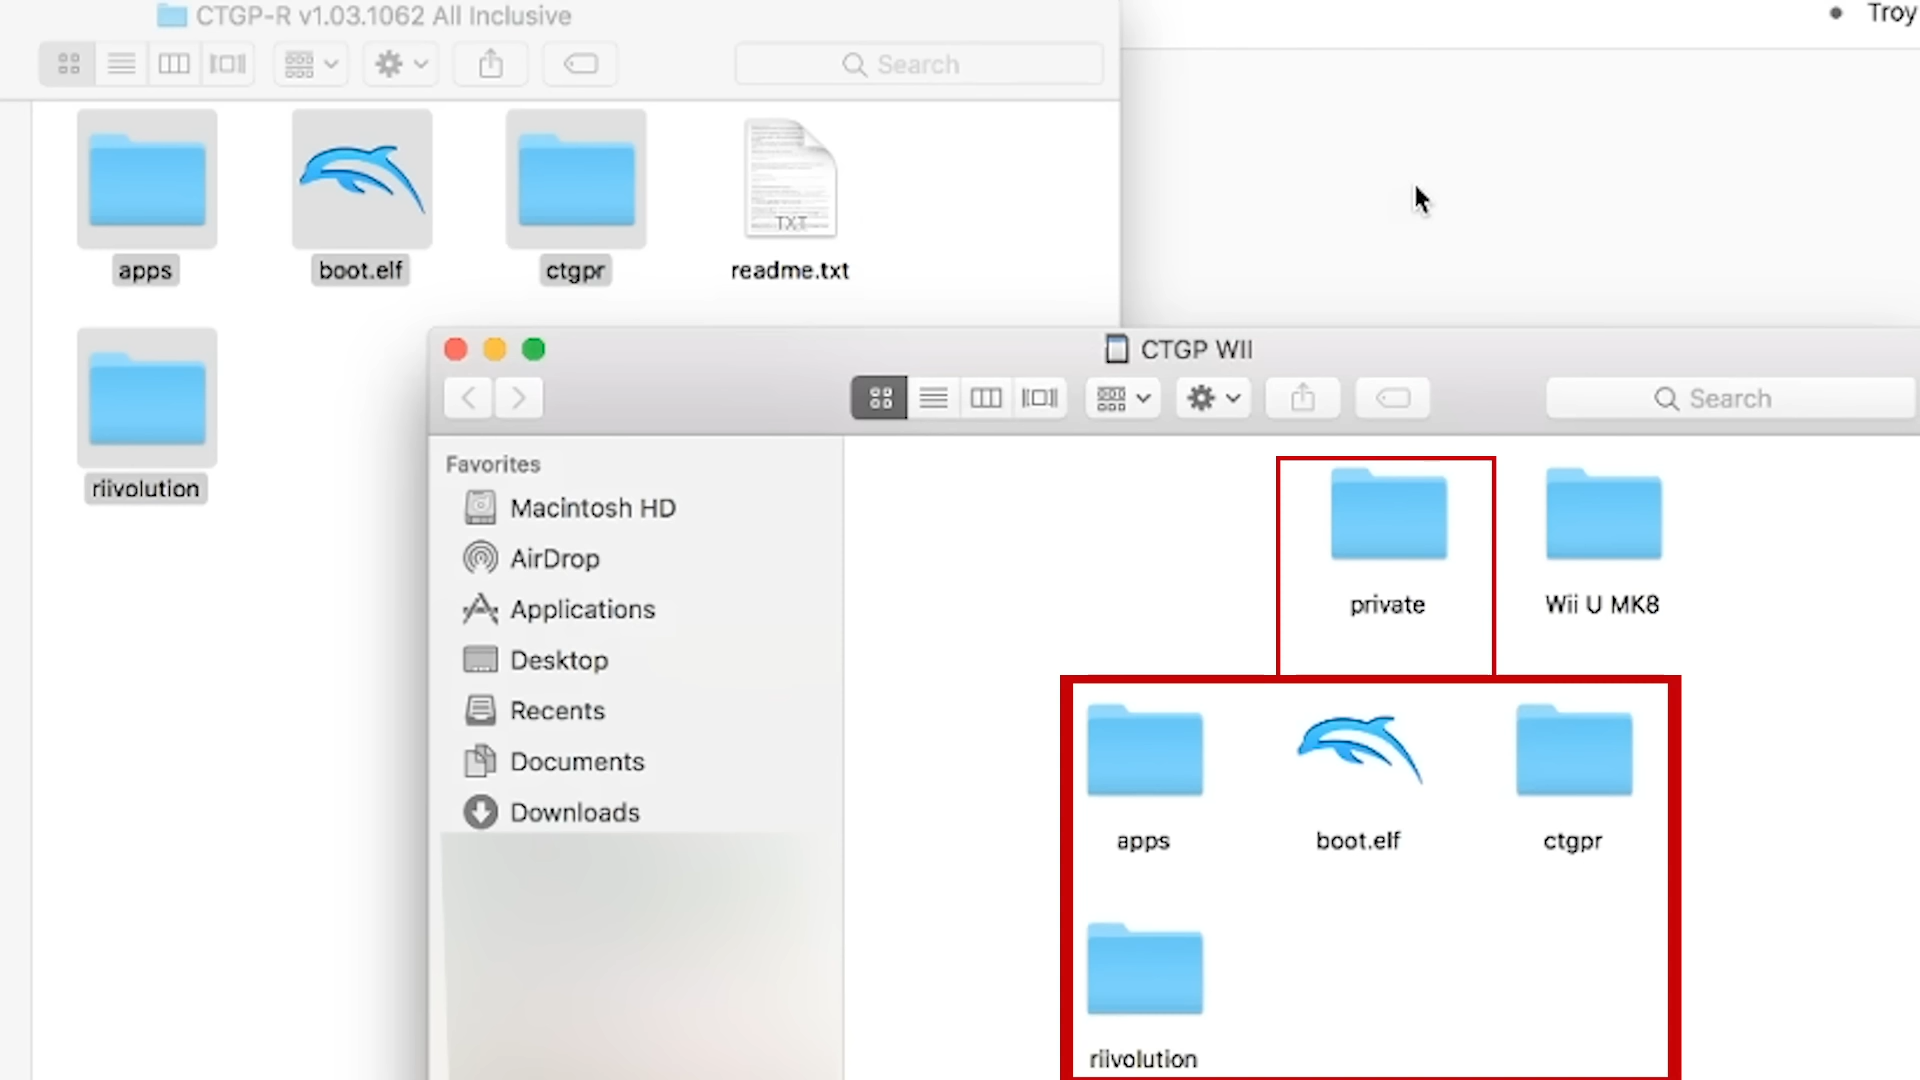 CTGP-R v1.03.1062 All Inclusive
Troy
Search
apps
boot.elf
ctgpr
TXT
readme.txt
riivolution
CTGP WII
Search
Favorites
Macintosh HD
AirDrop
Applications
Desktop
Recents
Documents
Downloads
private
Wii U MK8
apps
boot.elf
ctgpr
riivolution